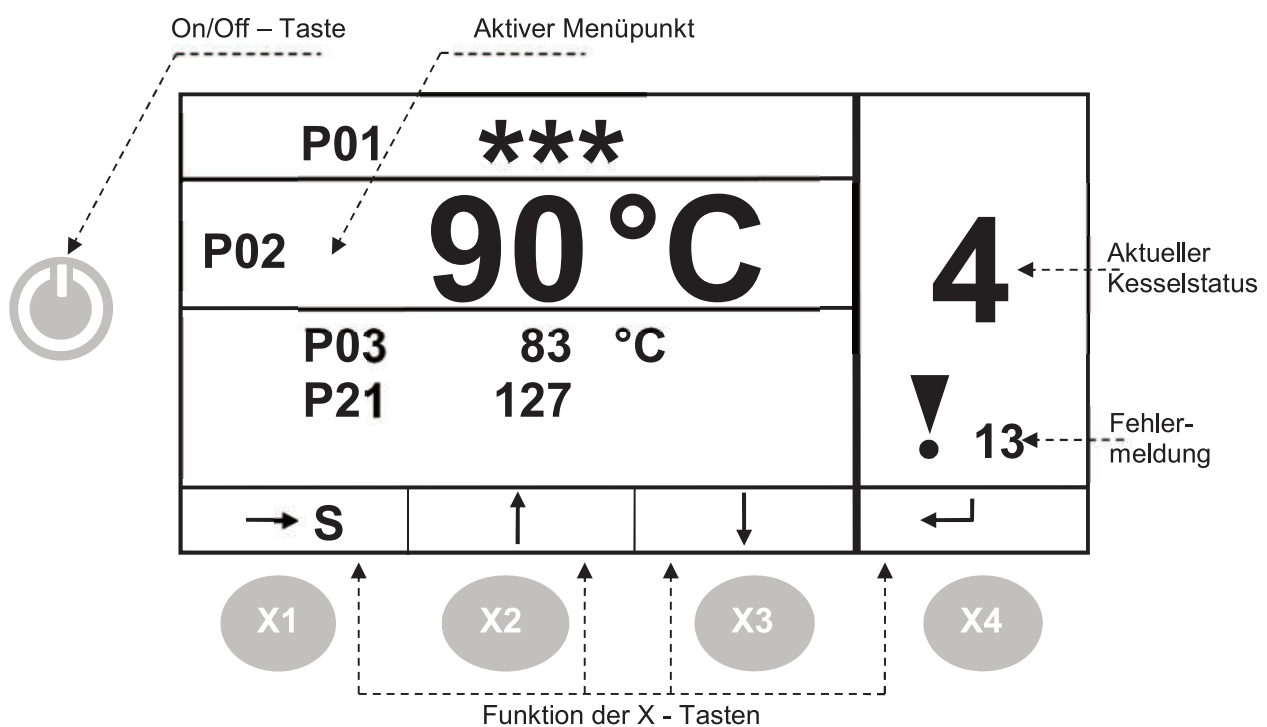 On/Off – Taste
Aktiver Menüpunkt
P01 ***
P02 90 °C
4
Aktueller
Kesselstatus
P03 83 °C
P21 127
! 13
Fehler-
meldung
→ S ↑ ↓ ↵
X1 X2 X3 X4
Funktion der X - Tasten